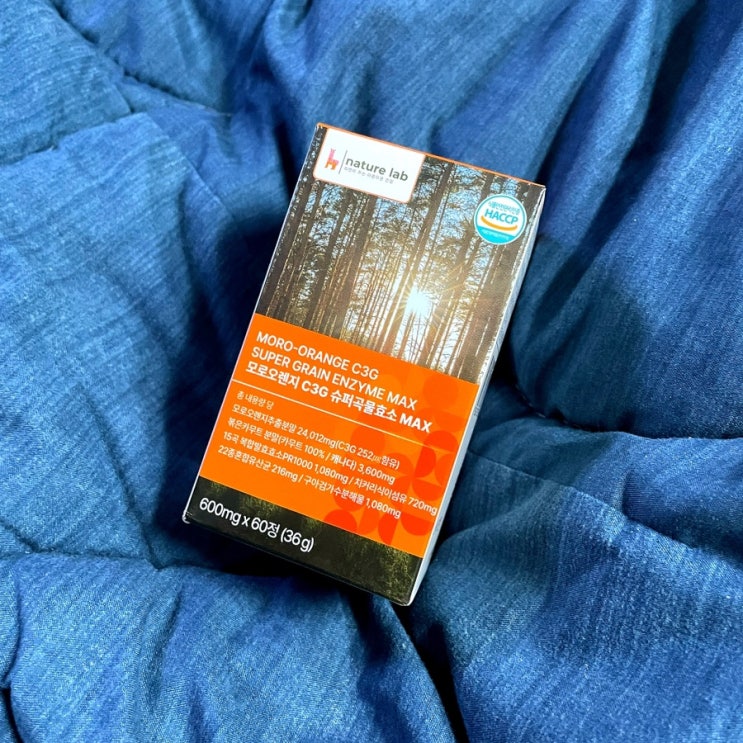 nature lab
HACCP
MORO-ORANGE C3G
SUPER GRAIN ENZYME MAX
모로오렌지 C3G 슈퍼곡물효소 MAX
총 내용량 당
모로오렌지추출분말 24,012mg(C3G 252㎍함유)
볶은카무트 분말(카무트 100% / 캐나다) 3,600mg
15곡 복합발효효소PR1000 1,080mg / 치커리식이섬유 720mg
22종혼합유산균 216mg / 구아검가수분해물 1,080mg
600mg x 60정 (36g)